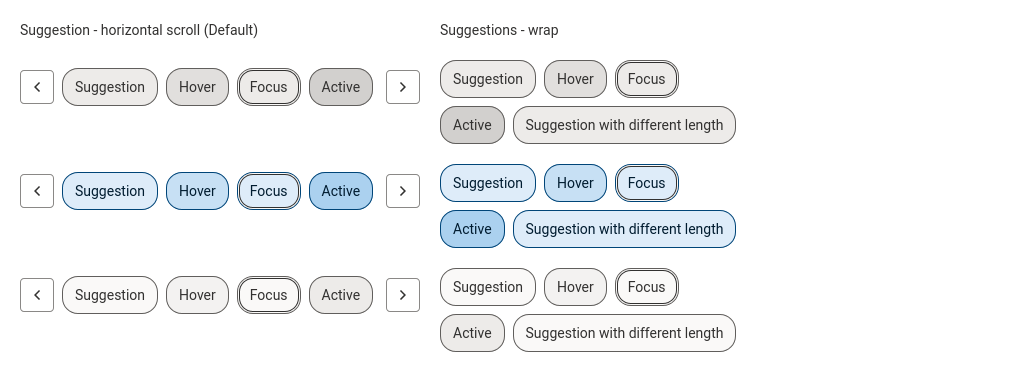 Suggestion - horizontal scroll (Default)
Suggestions - wrap
Suggestion Hover Focus Active
Suggestion Hover Focus
Active Suggestion with different length
Suggestion Hover Focus Active
Suggestion Hover Focus
Active Suggestion with different length
Suggestion Hover Focus Active
Suggestion Hover Focus
Active Suggestion with different length